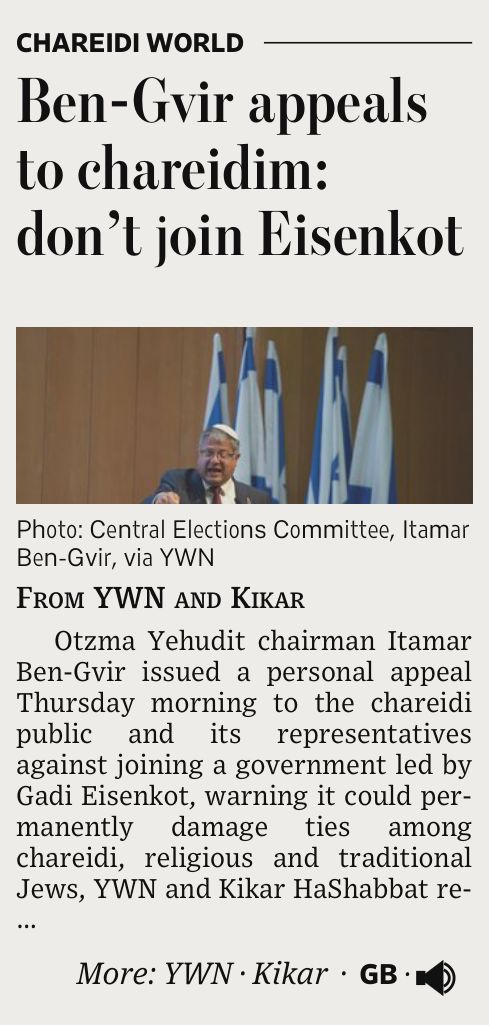 CHAREIDI WORLD
Ben-Gvir appeals
to chareidim:
don’t join Eisenkot
Photo: Central Elections Committee, Itamar
Ben-Gvir, via YWN
FROM YWN AND KIKAR
Otzma Yehudit chairman Itamar
Ben-Gvir issued a personal appeal
Thursday morning to the chareidi
public and its representatives
against joining a government led by
Gadi Eisenkot, warning it could per-
manently damage ties among
chareidi, religious and traditional
Jews, YWN and Kikar HaShabbat re-
...
More: YWN · Kikar · GB ·